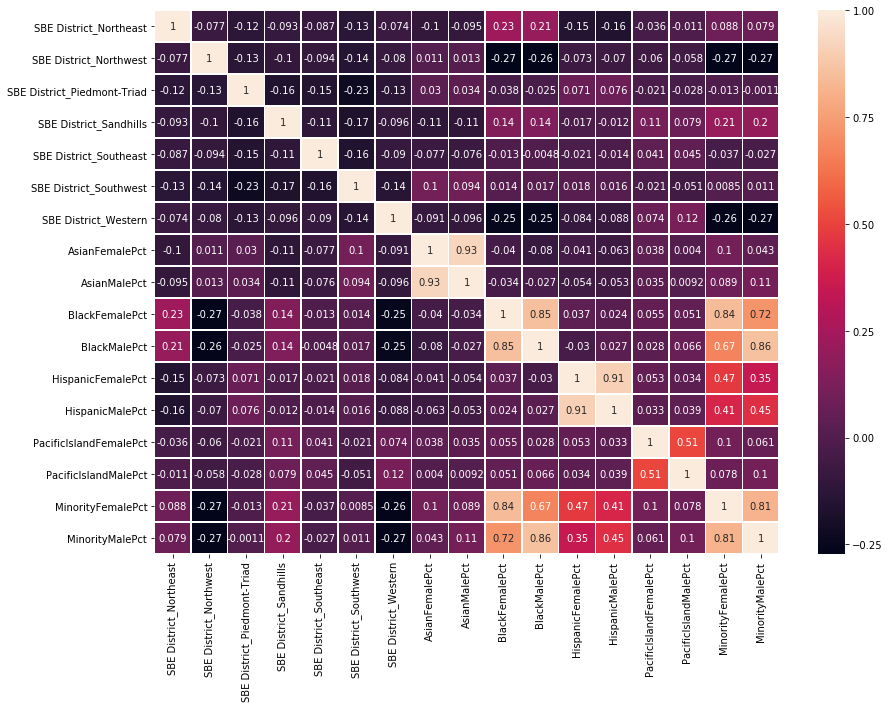 SBE District_Northeast 1 -0.077 -0.12 -0.093 -0.087 -0.13 -0.074 -0.1 -0.095 0.23 0.21 -0.15 -0.16 -0.036 -0.011 0.088 0.079
SBE District_Northwest -0.077 1 -0.13 -0.1 -0.094 -0.14 -0.08 0.011 0.013 -0.27 -0.26 -0.073 -0.07 -0.06 -0.058 -0.27 -0.27
SBE District_Piedmont-Triad -0.12 -0.13 1 -0.16 -0.15 -0.23 -0.13 0.03 0.034 -0.038 -0.025 0.071 0.076 -0.021 -0.028 -0.013 -0.0011
SBE District_Sandhills -0.093 -0.1 -0.16 1 -0.11 -0.17 -0.096 -0.11 -0.11 0.14 0.14 -0.017 -0.012 0.11 0.079 0.21 0.2
SBE District_Southeast -0.087 -0.094 -0.15 -0.11 1 -0.16 -0.09 -0.077 -0.076 -0.013 -0.0048 -0.021 -0.014 0.041 0.045 -0.037 -0.027
SBE District_Southwest -0.13 -0.14 -0.23 -0.17 -0.16 1 -0.14 0.1 0.094 0.014 0.017 0.018 0.016 -0.021 -0.051 0.0085 0.011
SBE District_Western -0.074 -0.08 -0.13 -0.096 -0.09 -0.14 1 -0.091 -0.096 -0.25 -0.25 -0.084 -0.088 0.074 0.12 -0.26 -0.27
AsianFemalePct -0.1 0.011 0.03 -0.11 -0.077 0.1 -0.091 1 0.93 -0.04 -0.08 -0.041 -0.063 0.038 0.004 0.1 0.043
AsianMalePct -0.095 0.013 0.034 -0.11 -0.076 0.094 -0.096 0.93 1 -0.034 -0.027 -0.054 -0.053 0.035 0.0092 0.089 0.11
BlackFemalePct 0.23 -0.27 -0.038 0.14 -0.013 0.014 -0.25 -0.04 -0.034 1 0.85 0.037 0.024 0.055 0.051 0.84 0.72
BlackMalePct 0.21 -0.26 -0.025 0.14 -0.0048 0.017 -0.25 -0.08 -0.027 0.85 1 -0.03 0.027 0.028 0.066 0.67 0.86
HispanicFemalePct -0.15 -0.073 0.071 -0.017 -0.021 0.018 -0.084 -0.041 -0.054 0.037 -0.03 1 0.91 0.053 0.034 0.47 0.35
HispanicMalePct -0.16 -0.07 0.076 -0.012 -0.014 0.016 -0.088 -0.063 -0.053 0.024 0.027 0.91 1 0.033 0.039 0.41 0.45
PacificIslandFemalePct -0.036 -0.06 -0.021 0.11 0.041 -0.021 0.074 0.038 0.035 0.055 0.028 0.053 0.033 1 0.51 0.1 0.061
PacificIslandMalePct -0.011 -0.058 -0.028 0.079 0.045 -0.051 0.12 0.004 0.0092 0.051 0.066 0.034 0.039 0.51 1 0.078 0.1
MinorityFemalePct 0.088 -0.27 -0.013 0.21 -0.037 0.0085 -0.26 0.1 0.089 0.84 0.67 0.47 0.41 0.1 0.078 1 0.81
MinorityMalePct 0.079 -0.27 -0.0011 0.2 -0.027 0.011 -0.27 0.043 0.11 0.72 0.86 0.35 0.45 0.061 0.1 0.81 1
SBE District_Northeast
SBE District_Northwest
SBE District_Piedmont-Triad
SBE District_Sandhills
SBE District_Southeast
SBE District_Southwest
SBE District_Western
AsianFemalePct
AsianMalePct
BlackFemalePct
BlackMalePct
HispanicFemalePct
HispanicMalePct
PacificIslandFemalePct
PacificIslandMalePct
MinorityFemalePct
MinorityMalePct
1.00
0.75
0.50
0.25
0.00
−0.25